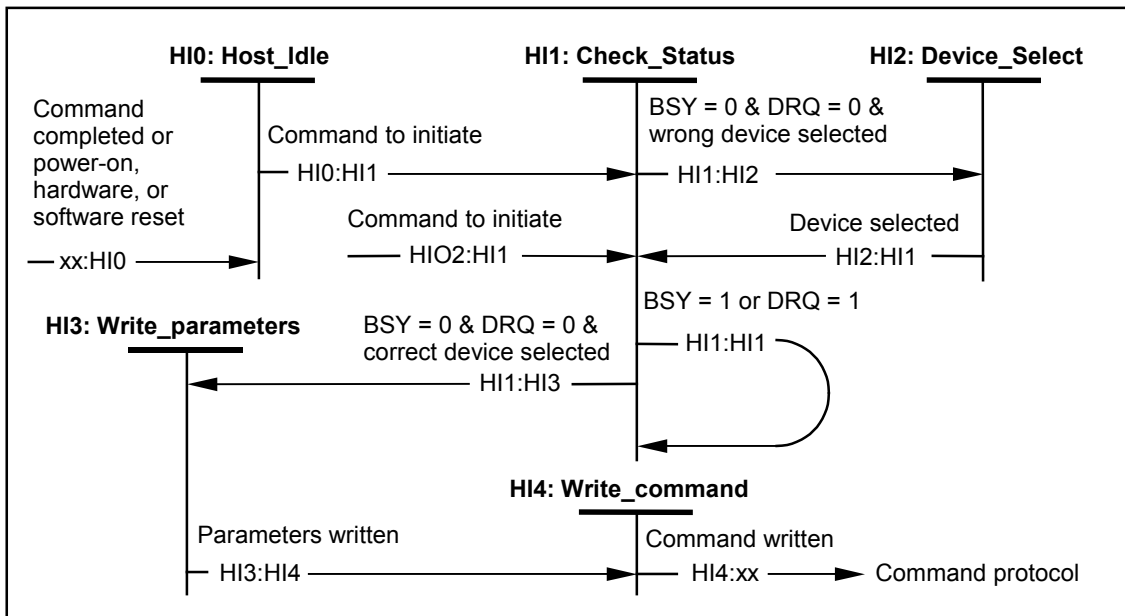 HI0: Host_Idle
HI1: Check_Status
HI2: Device_Select
Command
completed or
power-on,
hardware, or
software reset
xx:HI0
Command to initiate
HI0:HI1
BSY = 0 & DRQ = 0 &
wrong device selected
HI1:HI2
Command to initiate
HIO2:HI1
Device selected
HI2:HI1
HI3: Write_parameters
BSY = 0 & DRQ = 0 &
correct device selected
HI1:HI3
BSY = 1 or DRQ = 1
HI1:HI1
HI4: Write_command
Parameters written
HI3:HI4
Command written
HI4:xx
Command protocol